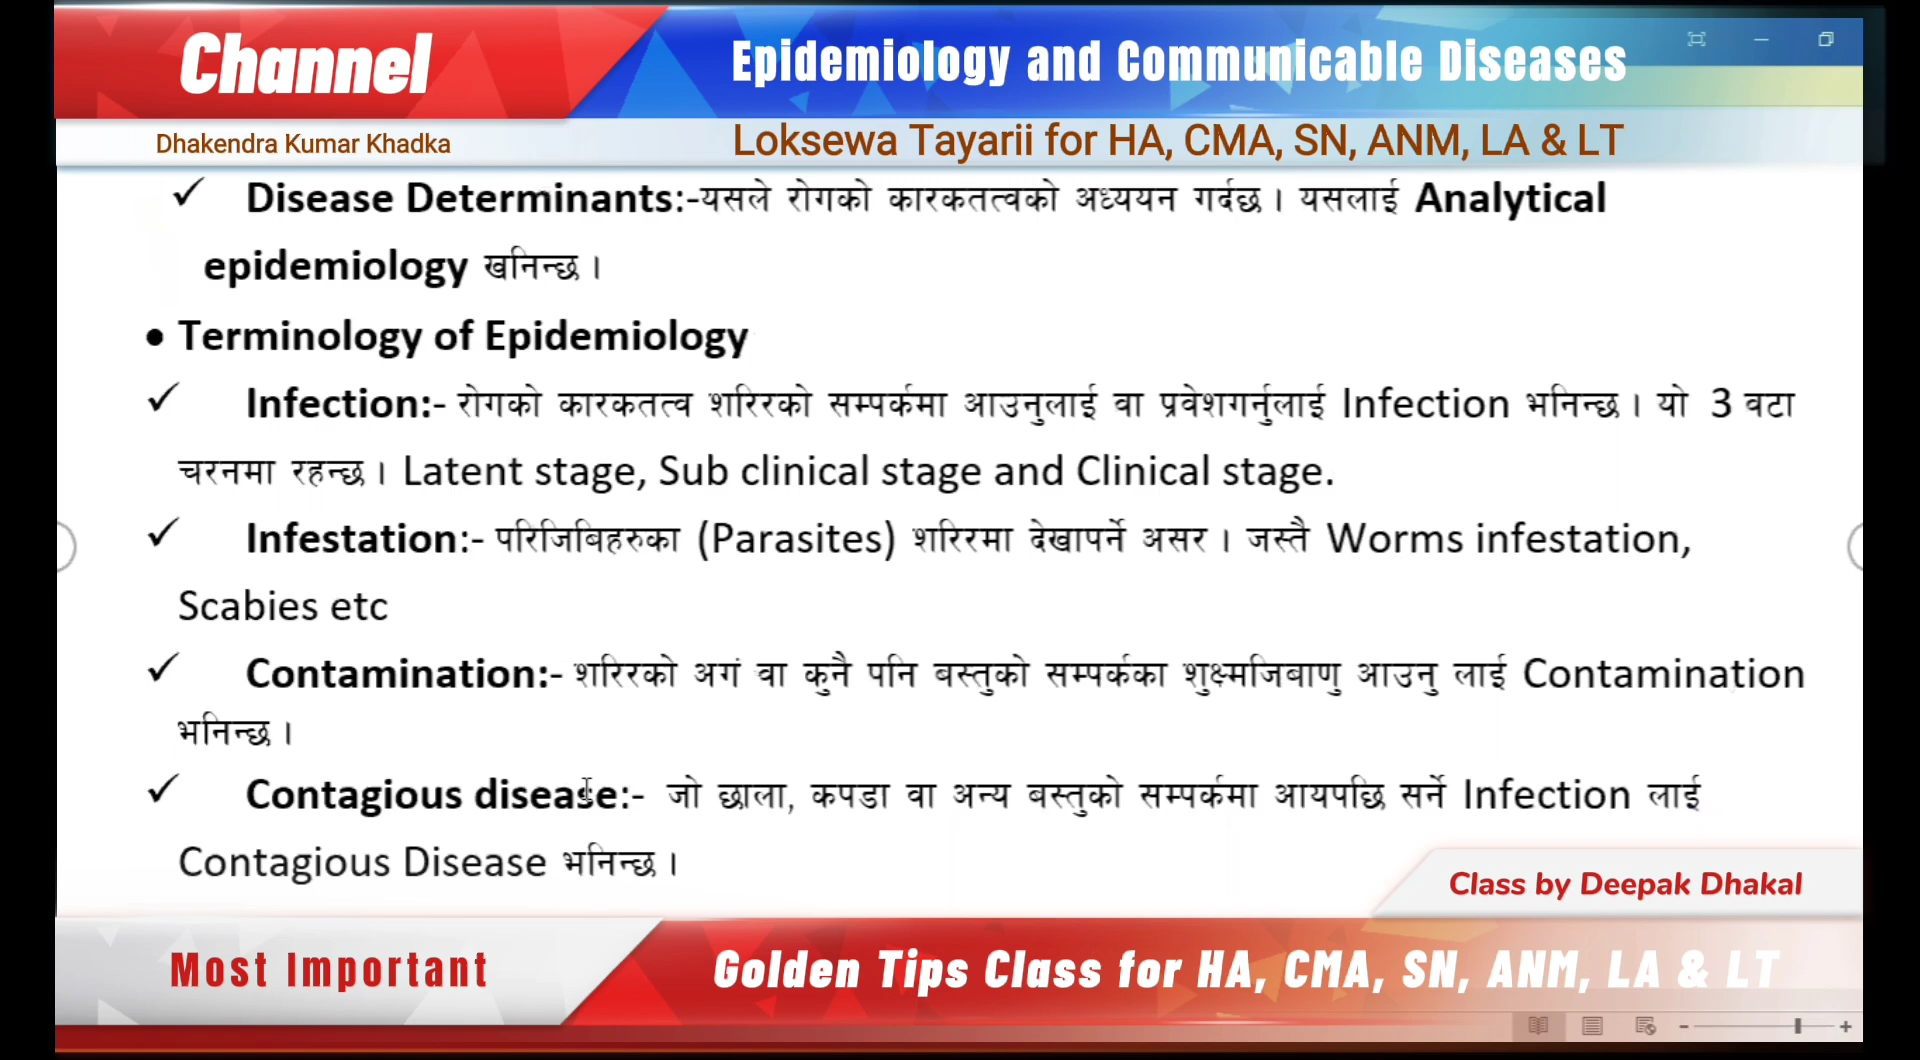 Channel
Epidemiology and Communicable Diseases
Dhakendra Kumar Khadka
Loksewa Tayarii for HA, CMA, SN, ANM, LA & LT
✓ Disease Determinants:-यसले रोगको कारकतत्वको अध्ययन गर्दछ। यसलाई Analytical
epidemiology खनिन्छ।
• Terminology of Epidemiology
✓ Infection:- रोगको कारकतत्व शरिरको सम्पर्कमा आउनुलाई वा प्रवेशगर्नुलाई Infection भनिन्छ। यो 3 वटा
चरनमा रहन्छ। Latent stage, Sub clinical stage and Clinical stage.
✓ Infestation:- परिजिबिहरुका (Parasites) शरिरमा देखापर्ने असर। जस्तै Worms infestation,
Scabies etc
✓ Contamination:- शरिरको अगं वा कुनै पनि बस्तुको सम्पर्कका शुक्ष्मजिबाणु आउनु लाई Contamination
भनिन्छ।
✓ Contagious disease:- जो छाला, कपडा वा अन्य बस्तुको सम्पर्कमा आयपछि सर्ने Infection लाई
Contagious Disease भनिन्छ।
Class by Deepak Dhakal
Most Important
Golden Tips Class for HA, CMA, SN, ANM, LA & LT